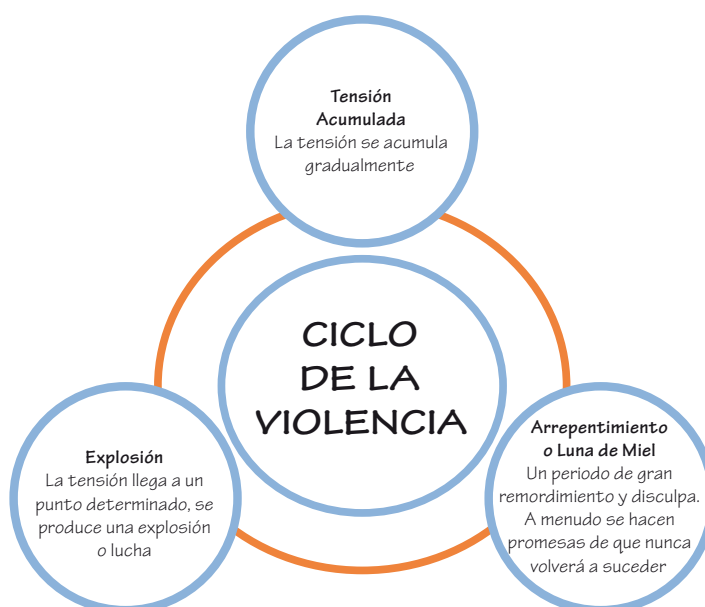 Tensión
Acumulada
La tensión se acumula
gradualmente
CICLO
DE LA
VIOLENCIA
Explosión
La tensión llega a un
punto determinado, se
produce una explosión
o lucha
Arrepentimiento
o Luna de Miel
Un periodo de gran
remordimiento y disculpa.
A menudo se hacen
promesas de que nunca
volverá a suceder